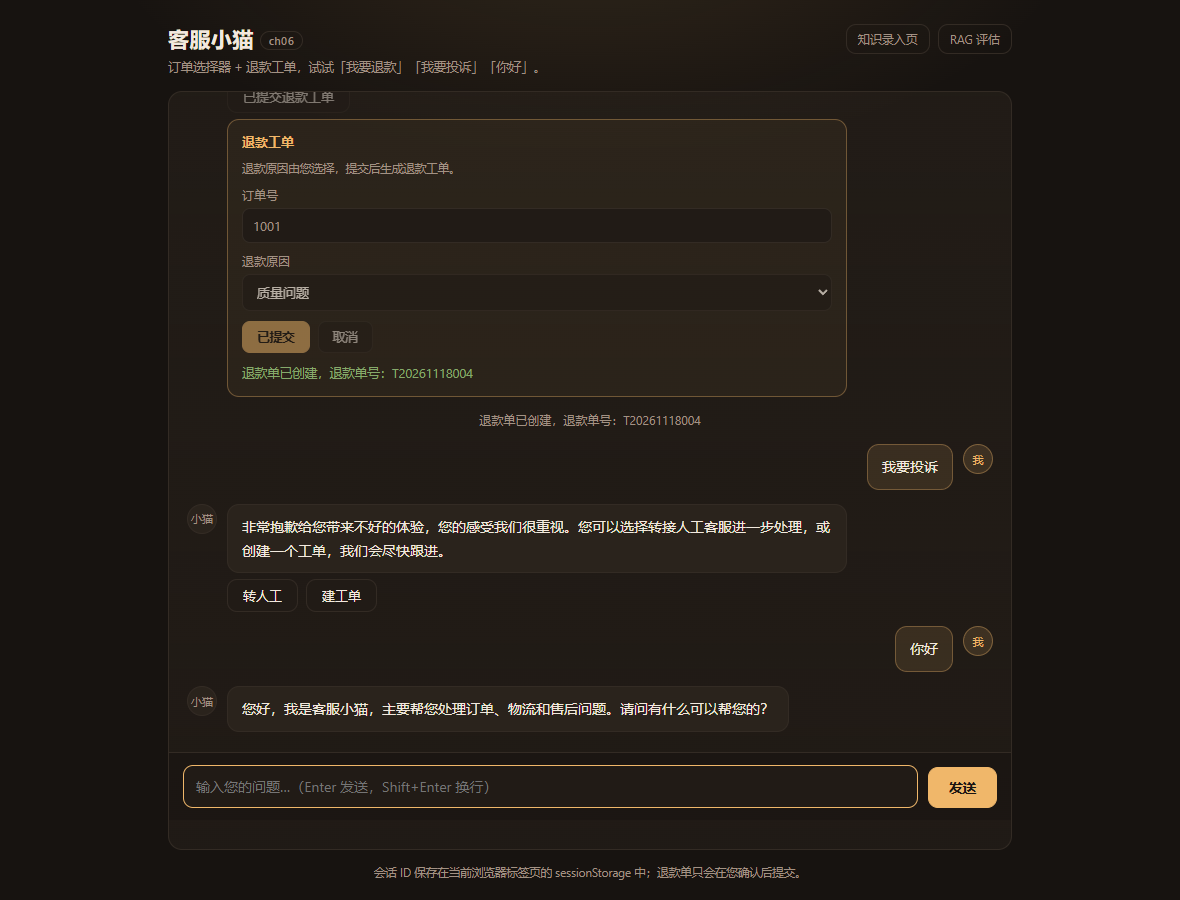 客服小猫 ch06
知识录入页 RAG 评估
订单选择器 + 退款工单，试试「我要退款」「我要投诉」「你好」。
已提交退款工单
退款工单
退款原因由您选择，提交后生成退款工单。
订单号
1001
退款原因
质量问题
已提交 取消
退款单已创建，退款单号：T20261118004
退款单已创建，退款单号：T20261118004
我要投诉 我
小猫
非常抱歉给您带来不好的体验，您的感受我们很重视。您可以选择转接人工客服进一步处理，或
创建一个工单，我们会尽快跟进。
转人工 建工单
你好 我
小猫
您好，我是客服小猫，主要帮您处理订单、物流和售后问题。请问有什么可以帮您的？
输入您的问题...（Enter 发送，Shift+Enter 换行） 发送
会话 ID 保存在当前浏览器标签页的 sessionStorage 中；退款单只会在您确认后提交。